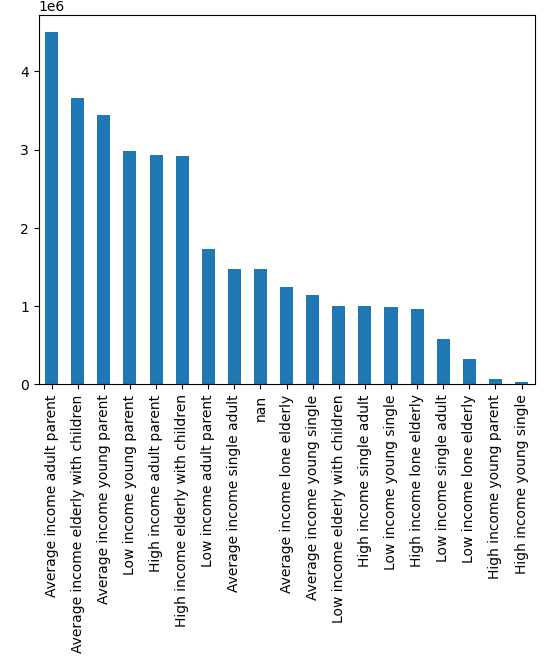 1e6
4
3
2
1
0
Average income adult parent
Average income elderly with children
Average income young parent
Low income young parent
High income adult parent
High income elderly with children
Low income adult parent
Average income single adult
nan
Average income lone elderly
Average income young single
Low income elderly with children
High income single adult
Low income young single
High income lone elderly
Low income single adult
Low income lone elderly
High income young parent
High income young single